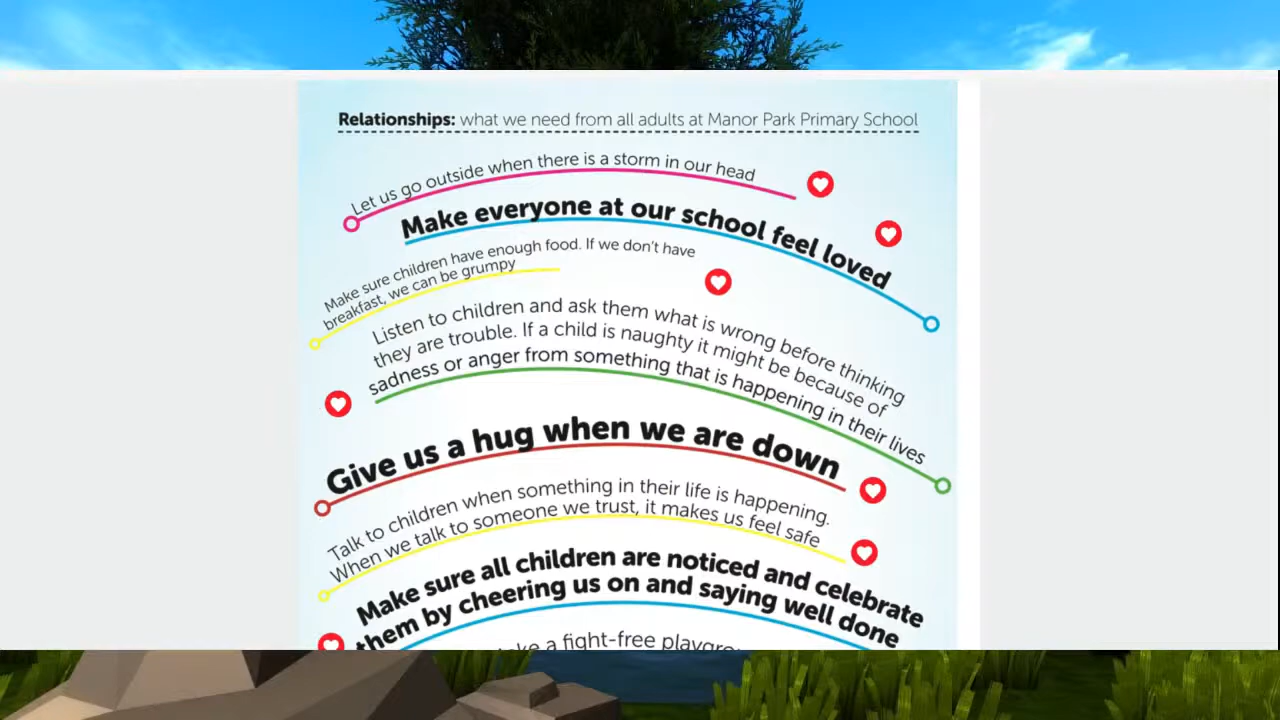 Relationships: what we need from all adults at Manor Park Primary School
Let us go outside when there is a storm in our head
Make everyone at our school feel loved
Make sure children have enough food. If we don't have
breakfast, we can be grumpy
Listen to children and ask them what is wrong before thinking
they are trouble. If a child is naughty it might be because of
sadness or anger from something that is happening in their lives
Give us a hug when we are down
Talk to children when something in their life is happening.
When we talk to someone we trust, it makes us feel safe
Make sure all children are noticed and celebrate
them by cheering us on and saying well done
a fight-free